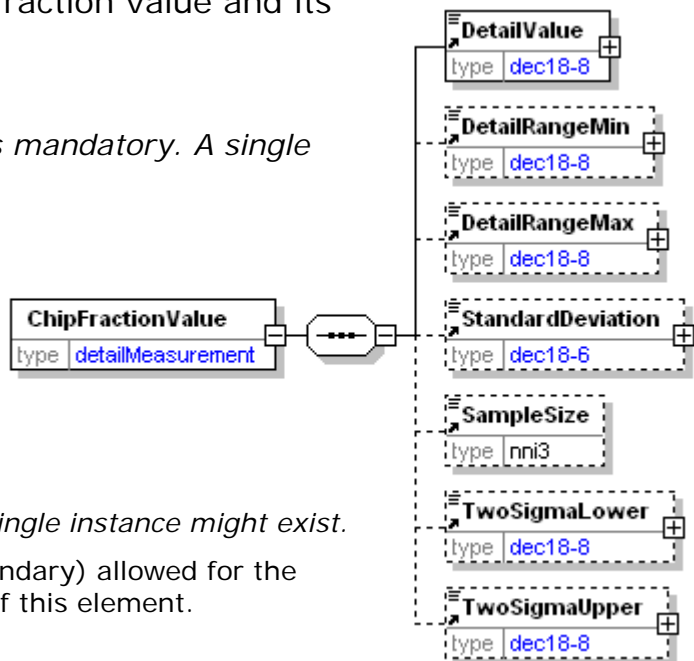 raction value and its
s mandatory. A single
ingle instance might exist.
ndary) allowed for the
f this element.
ChipFractionValue
type detailMeasurement
DetailValue
type dec18-8
DetailRangeMin
type dec18-8
DetailRangeMax
type dec18-8
StandardDeviation
type dec18-6
SampleSize
type nni3
TwoSigmaLower
type dec18-8
TwoSigmaUpper
type dec18-8